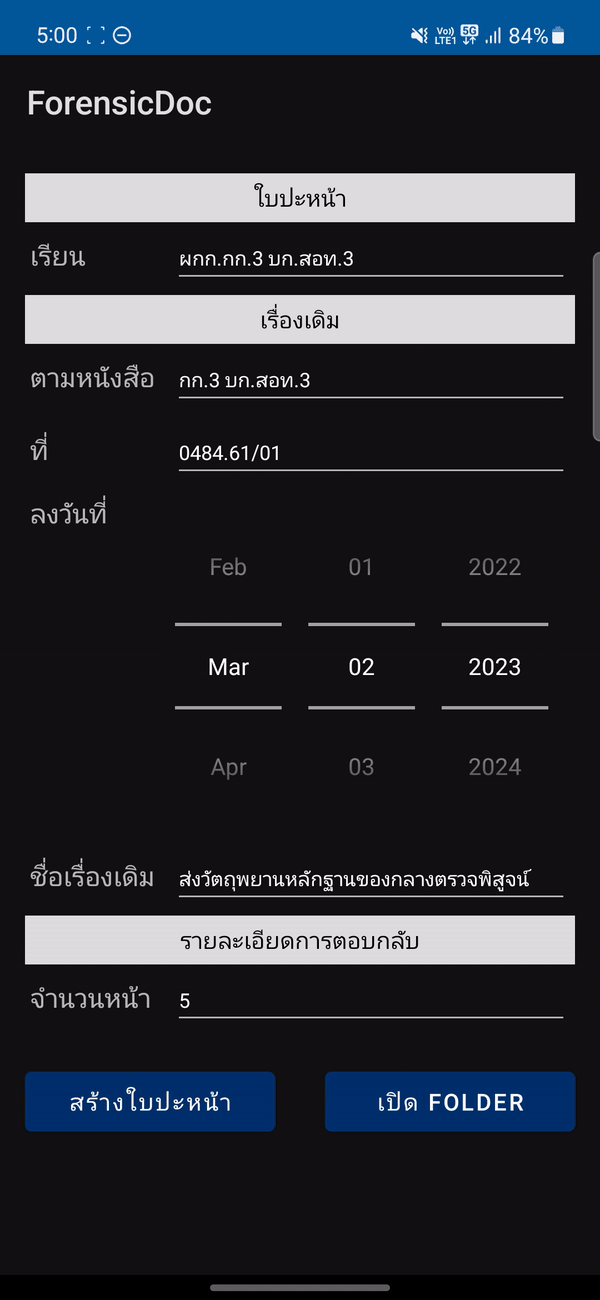 5:00 Vo)) LTE1 5G 84%
ForensicDoc
ใบปะหน้า
เรียน ผกก.กก.3 บก.สอท.3
เรื่องเดิม
ตามหนังสือ กก.3 บก.สอท.3
ที่ 0484.61/01
ลงวันที่
Feb 01 2022
Mar 02 2023
Apr 03 2024
ชื่อเรื่องเดิม ส่งวัตถุพยานหลักฐานของกลางตรวจพิสูจน์
รายละเอียดการตอบกลับ
จำนวนหน้า 5
สร้างใบปะหน้า เปิด FOLDER